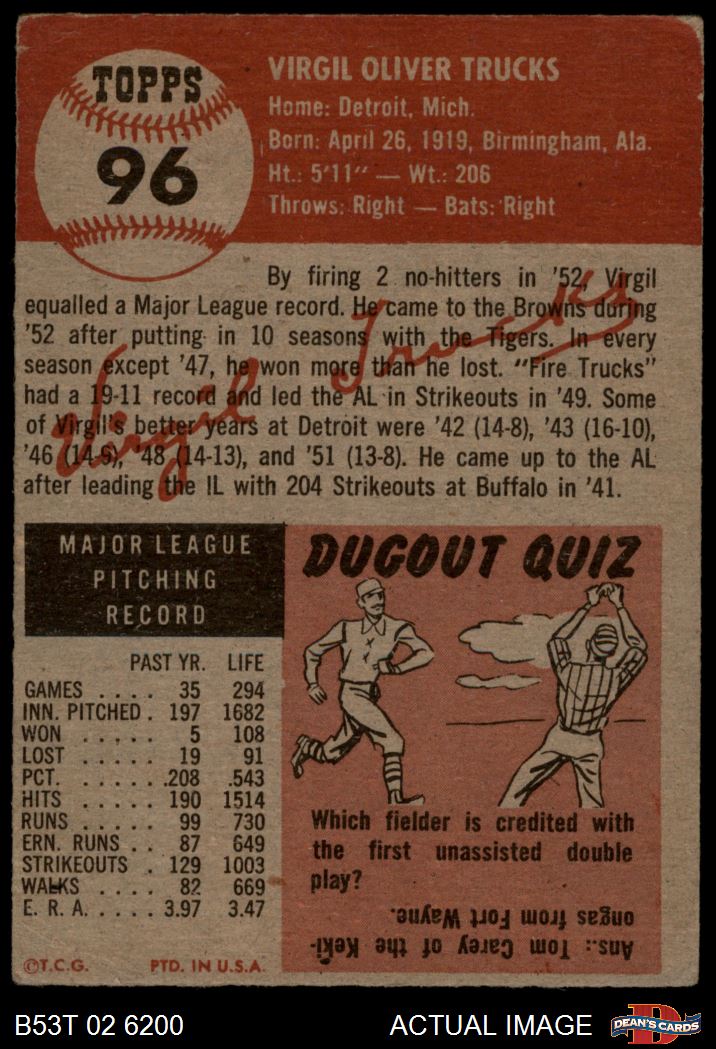 TOPPS
96
VIRGIL OLIVER TRUCKS
Home: Detroit, Mich.
Born: April 26, 1919, Birmingham, Ala.
Ht.: 5'11" — Wt.: 206
Throws: Right — Bats: Right
By firing 2 no-hitters in '52, Virgil
equalled a Major League record. He came to the Browns during
'52 after putting in 10 seasons with the Tigers. In every
season except '47, he won more than he lost. "Fire Trucks"
had a 19-11 record and led the AL in Strikeouts in '49. Some
of Virgil's better years at Detroit were '42 (14-8), '43 (16-10),
'46 (14-9), '48 (14-13), and '51 (13-8). He came up to the AL
after leading the IL with 204 Strikeouts at Buffalo in '41.
Virgil Trucks
MAJOR LEAGUE
PITCHING
RECORD
PAST YR. LIFE
GAMES .... 35 294
INN. PITCHED . 197 1682
WON ..... 5 108
LOST ..... 19 91
PCT. ...... .208 .543
HITS ...... 190 1514
RUNS ..... 99 730
ERN. RUNS .. 87 649
STRIKEOUTS . 129 1003
WALKS .... 82 669
E. R. A. .... 3.97 3.47
©T.C.G. PTD. IN U.S.A.
DUGOUT QUIZ
Which fielder is credited with
the first unassisted double
play?
Ans.: Tom Carey of the Keki-
ongas from Fort Wayne.
B53T 02 6200
ACTUAL IMAGE
D
DEAN'S CARDS